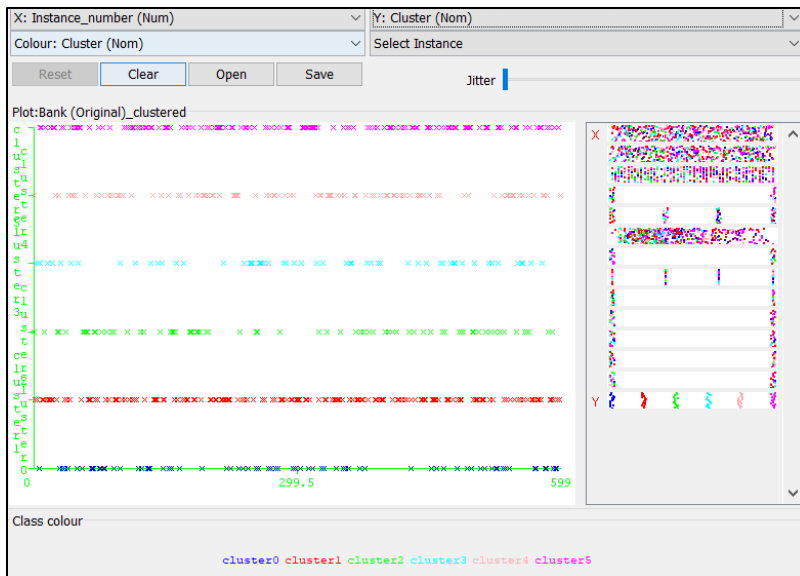 X: Instance_number (Num)
Y: Cluster (Nom)
Colour: Cluster (Nom)
Select Instance
Reset
Clear
Open
Save
Jitter
Plot:Bank (Original)_clustered
X
Y
0
299.5
599
Class colour
cluster0 cluster1 cluster2 cluster3 cluster4 cluster5